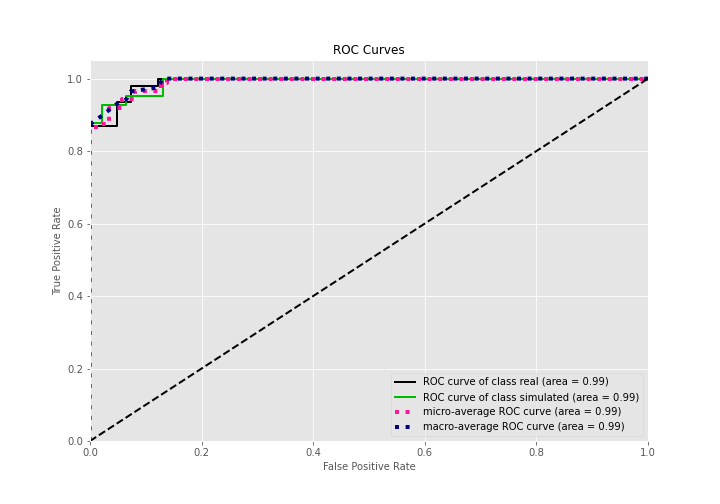 ROC Curves
True Positive Rate
1.0
0.8
0.6
0.4
0.2
0.0
0.0 0.2 0.4 0.6 0.8 1.0
False Positive Rate
ROC curve of class real (area = 0.99)
ROC curve of class simulated (area = 0.99)
micro-average ROC curve (area = 0.99)
macro-average ROC curve (area = 0.99)